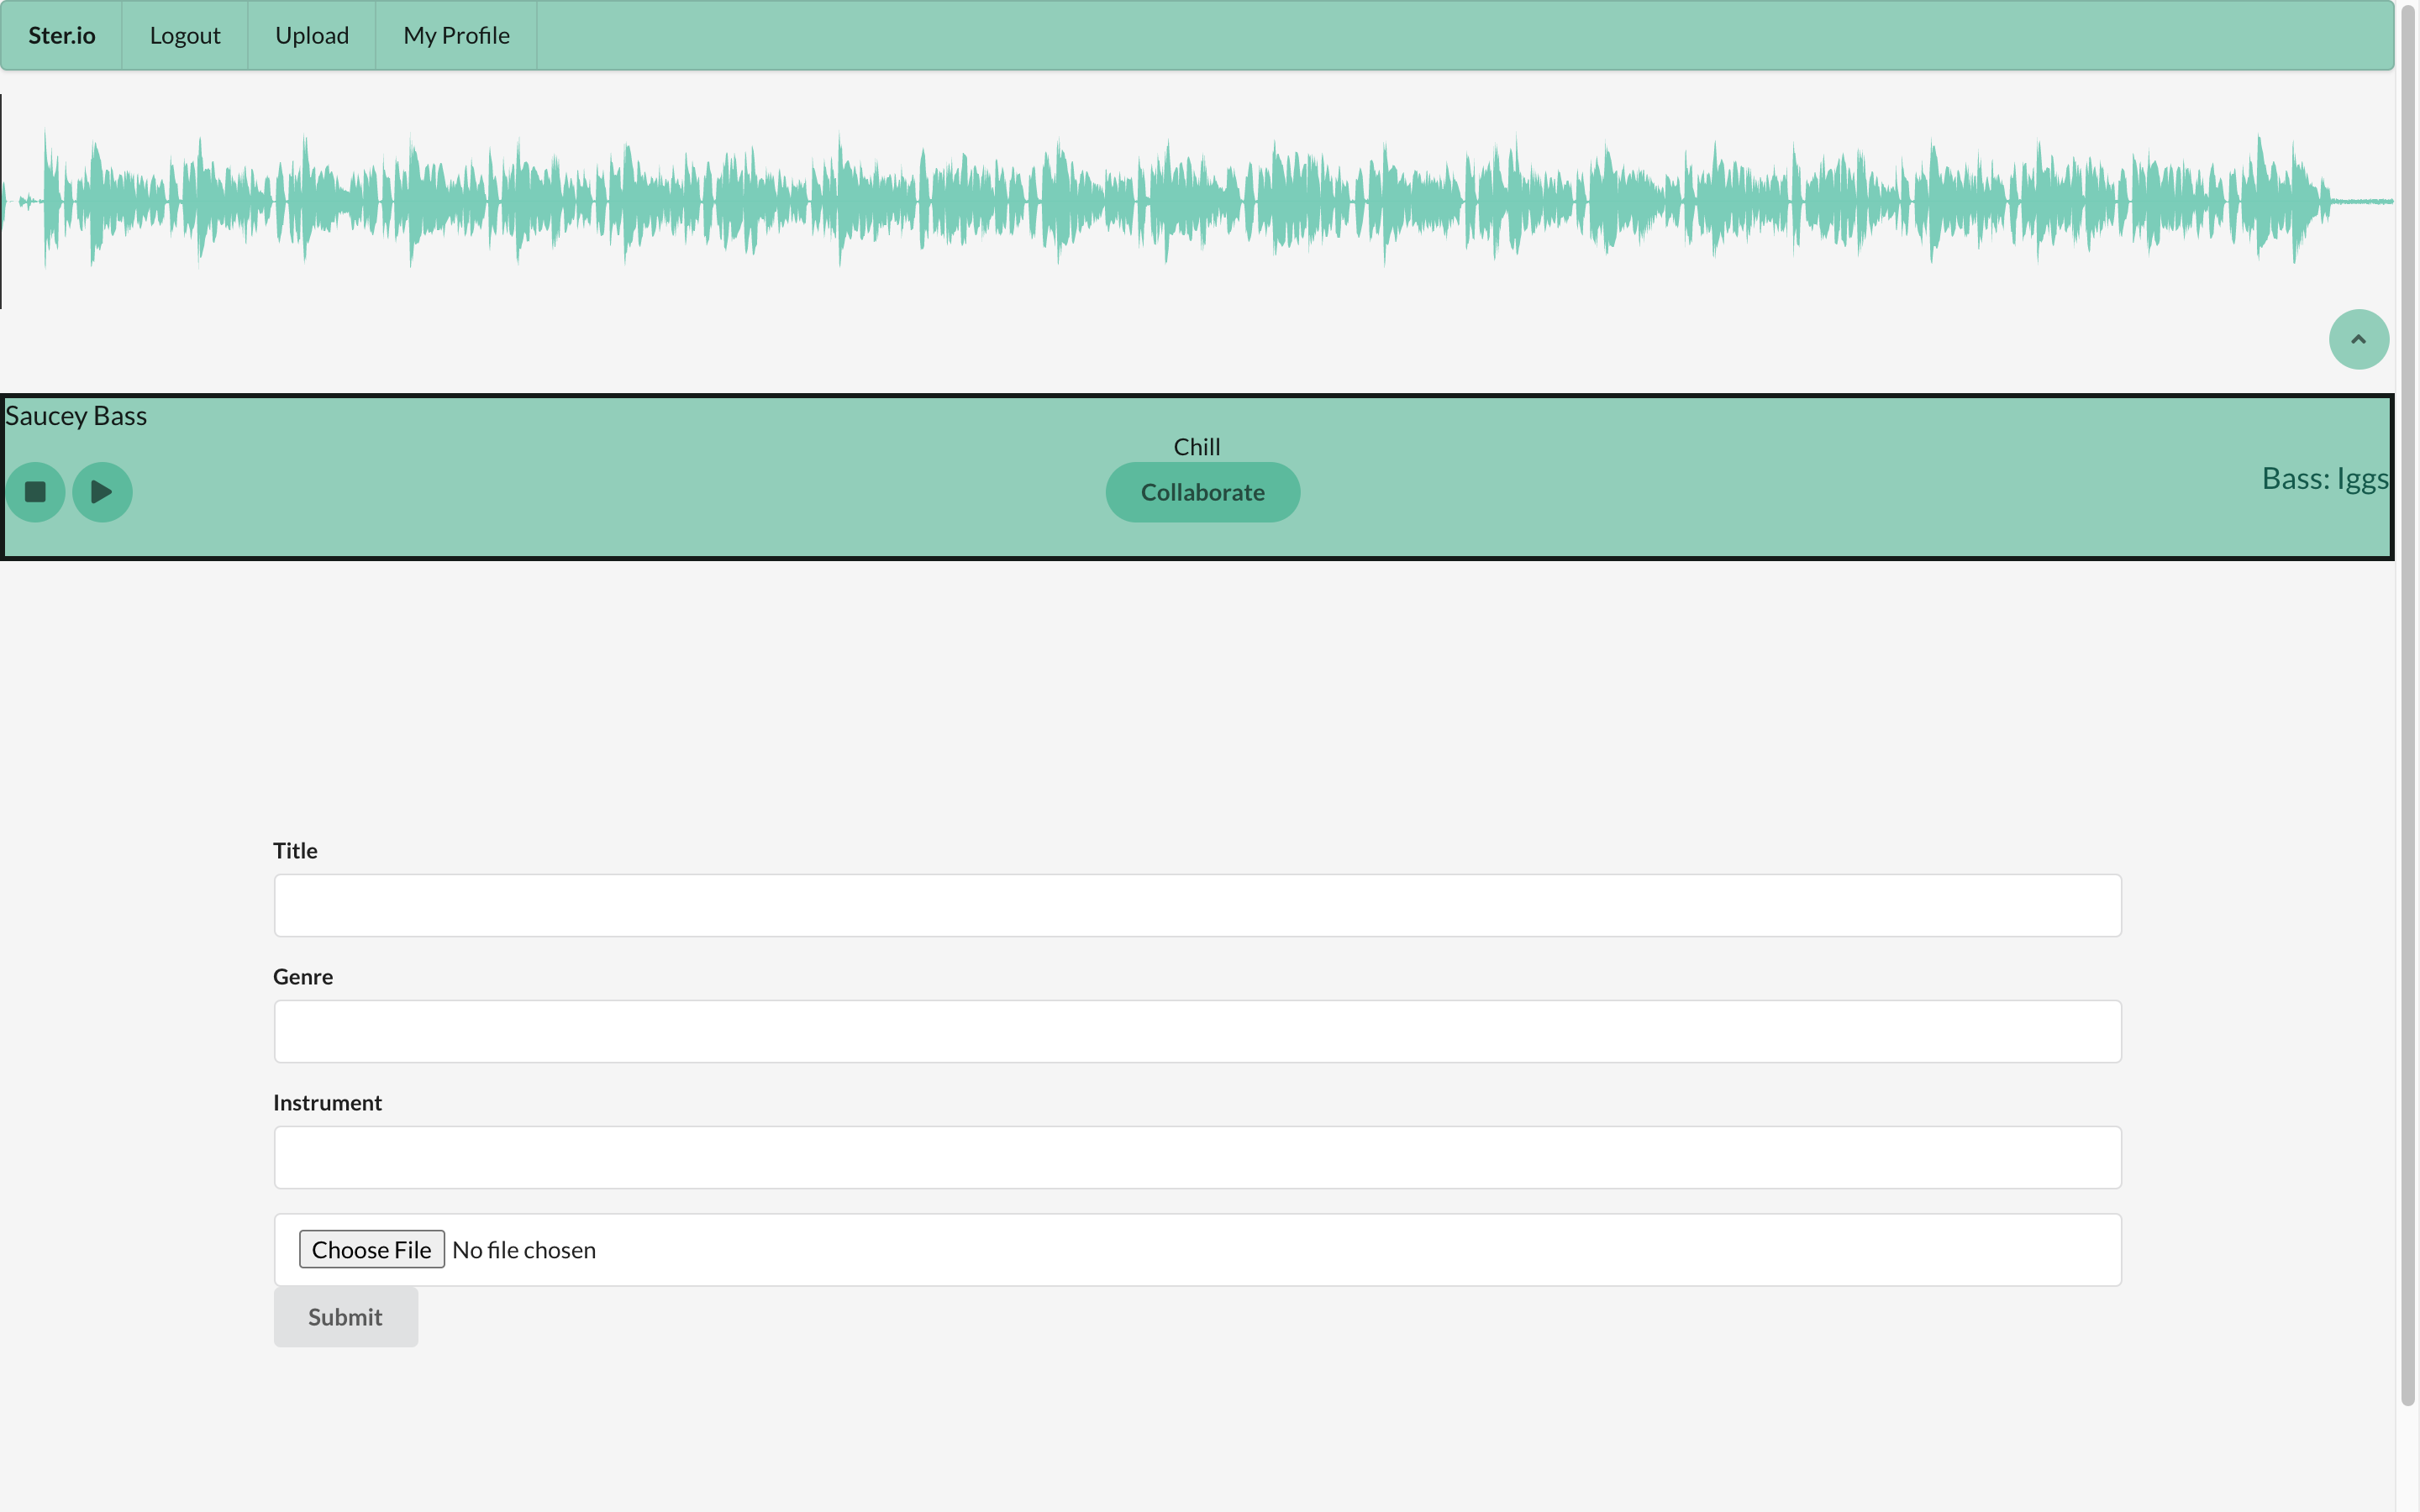 Ster.io Logout Upload My Profile
Saucey Bass
Chill
Collaborate
Bass: Iggs
Title
Genre
Instrument
Choose File No file chosen
Submit